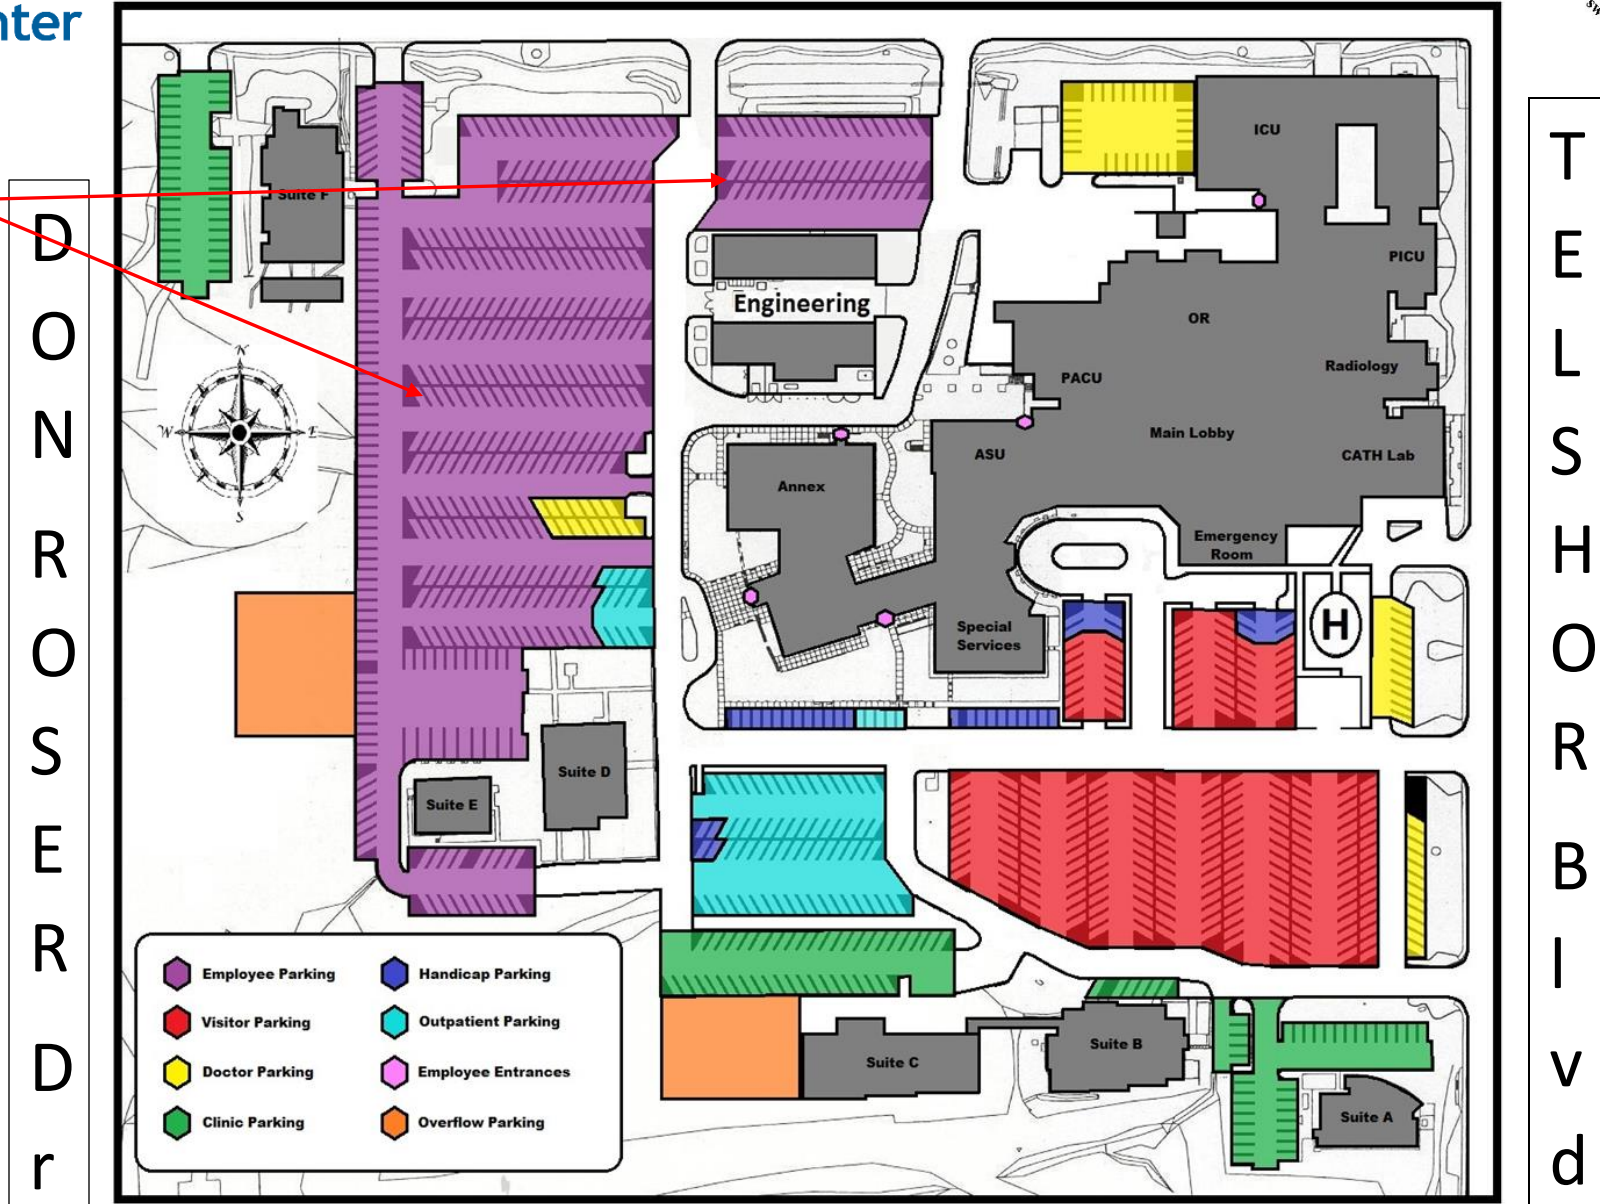 nter
D
O
N
R
O
S
E
R
D
r
T
E
L
S
H
O
R
B
l
v
d
Suite F
ICU
PICU
Engineering
OR
Radiology
PACU
Main Lobby
ASU
CATH Lab
Annex
Emergency
Room
N
W
E
S
H
Special
Services
Suite D
Suite E
Employee Parking
Handicap Parking
Visitor Parking
Outpatient Parking
Doctor Parking
Employee Entrances
Clinic Parking
Overflow Parking
Suite C
Suite B
Suite A